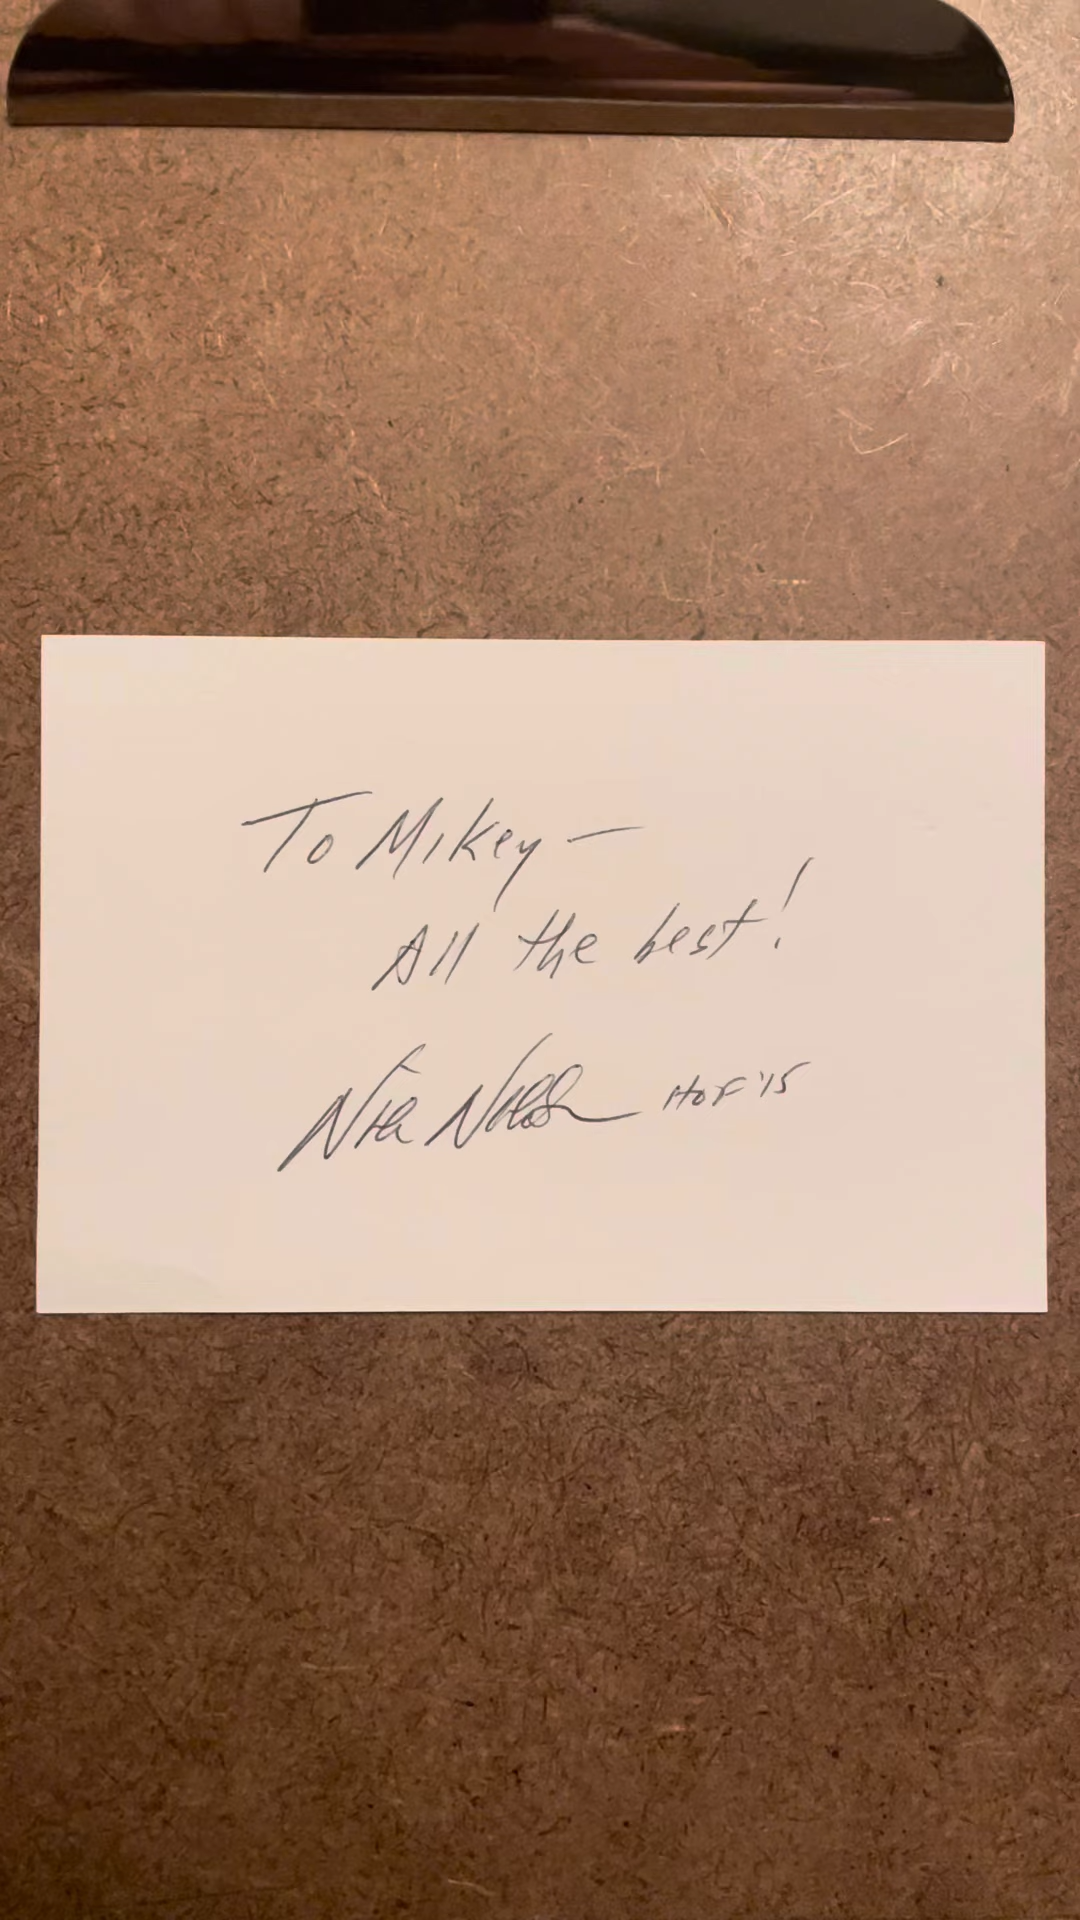 To Mikey —
All the best!
HOF '15